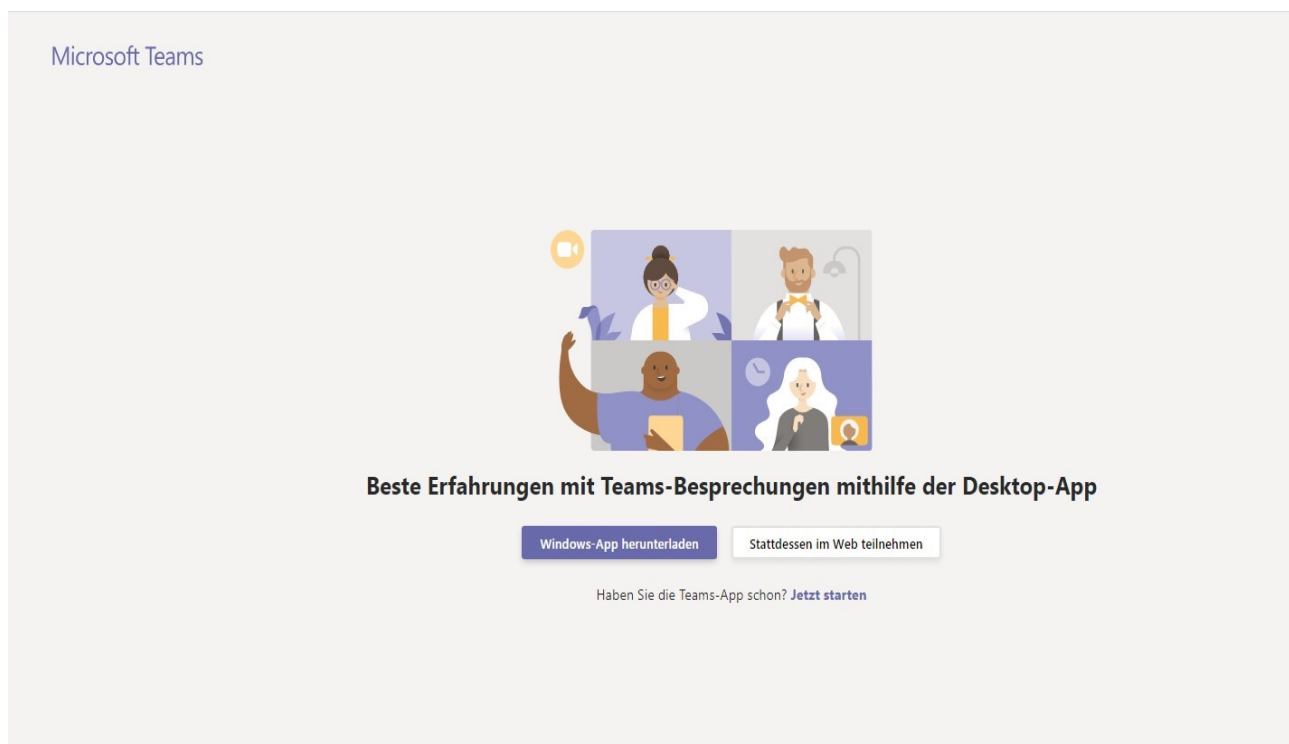 Microsoft Teams
Beste Erfahrungen mit Teams-Besprechungen mithilfe der Desktop-App
Windows-App herunterladen Stattdessen im Web teilnehmen
Haben Sie die Teams-App schon? Jetzt starten